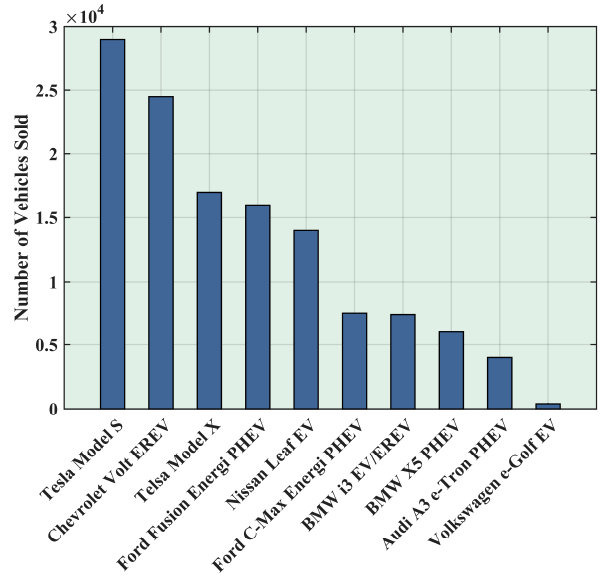 ×10⁴
3
2.5
2
1.5
1
0.5
0
Number of Vehicles Sold
Tesla Model S
Chevrolet Volt EREV
Telsa Model X
Ford Fusion Energi PHEV
Nissan Leaf EV
Ford C-Max Energi PHEV
BMW i3 EV/EREV
BMW X5 PHEV
Audi A3 e-Tron PHEV
Volkswagen e-Golf EV